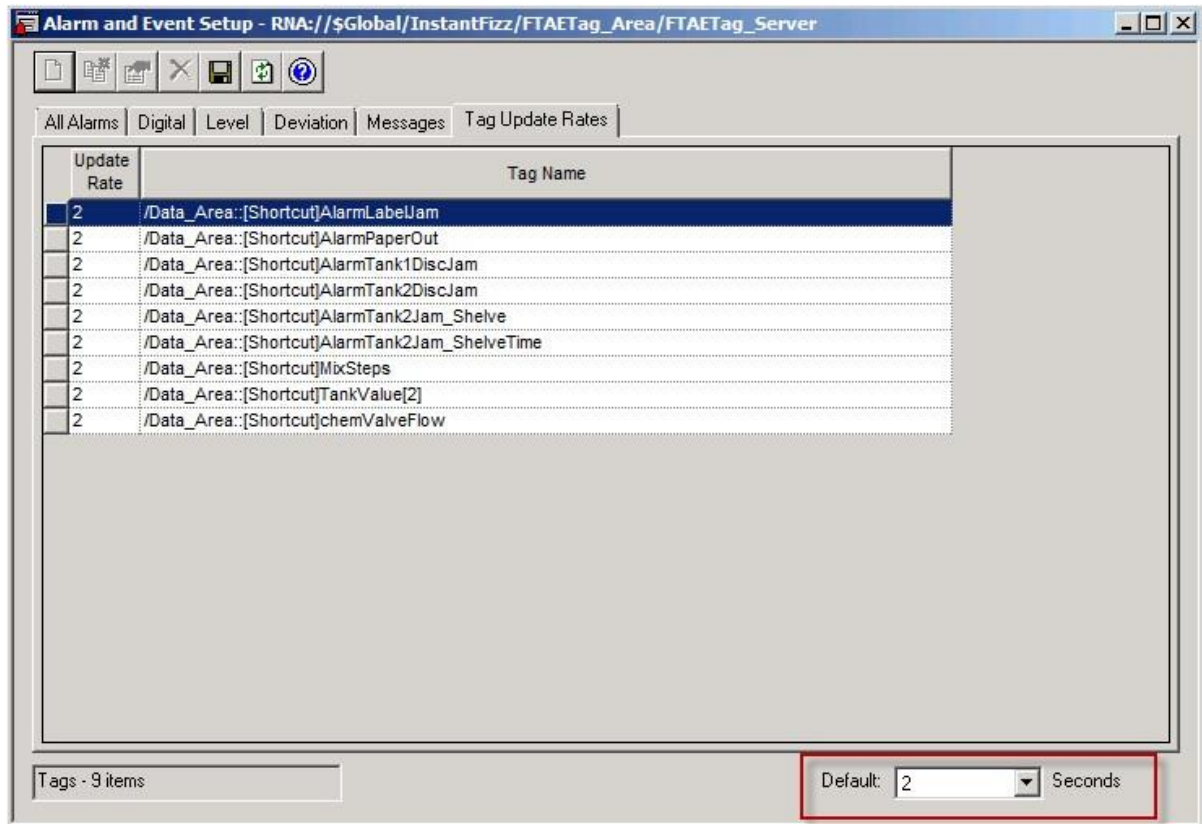 Alarm and Event Setup - RNA://$Global/InstantFizz/FTAETag_Area/FTAETag_Server
All Alarms Digital Level Deviation Messages Tag Update Rates
Update Rate Tag Name
2 /Data_Area::[Shortcut]AlarmLabelJam
2 /Data_Area::[Shortcut]AlarmPaperOut
2 /Data_Area::[Shortcut]AlarmTank1DiscJam
2 /Data_Area::[Shortcut]AlarmTank2DiscJam
2 /Data_Area::[Shortcut]AlarmTank2Jam_Shelve
2 /Data_Area::[Shortcut]AlarmTank2Jam_ShelveTime
2 /Data_Area::[Shortcut]MixSteps
2 /Data_Area::[Shortcut]TankValue[2]
2 /Data_Area::[Shortcut]chemValveFlow
Tags - 9 items Default: 2 Seconds